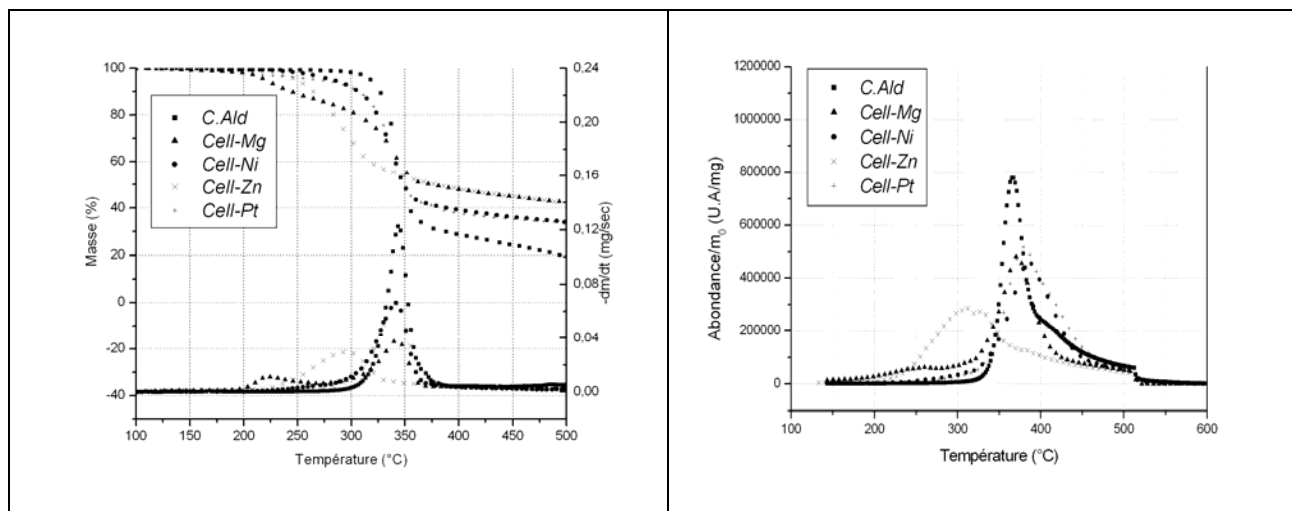 100
80
60
40
20
0
-20
-40
Masse (%)
0,24
0,20
0,16
0,12
0,08
0,04
0,00
-dm/dt (mg/sec)
C.Ald
Cell-Mg
Cell-Ni
Cell-Zn
Cell-Pt
100 150 200 250 300 350 400 450 500
Température (°C)
1200000
1000000
800000
600000
400000
200000
0
Abondance/m0 (U.A/mg)
C.Ald
Cell-Mg
Cell-Ni
Cell-Zn
Cell-Pt
100 200 300 400 500 600
Température (°C)